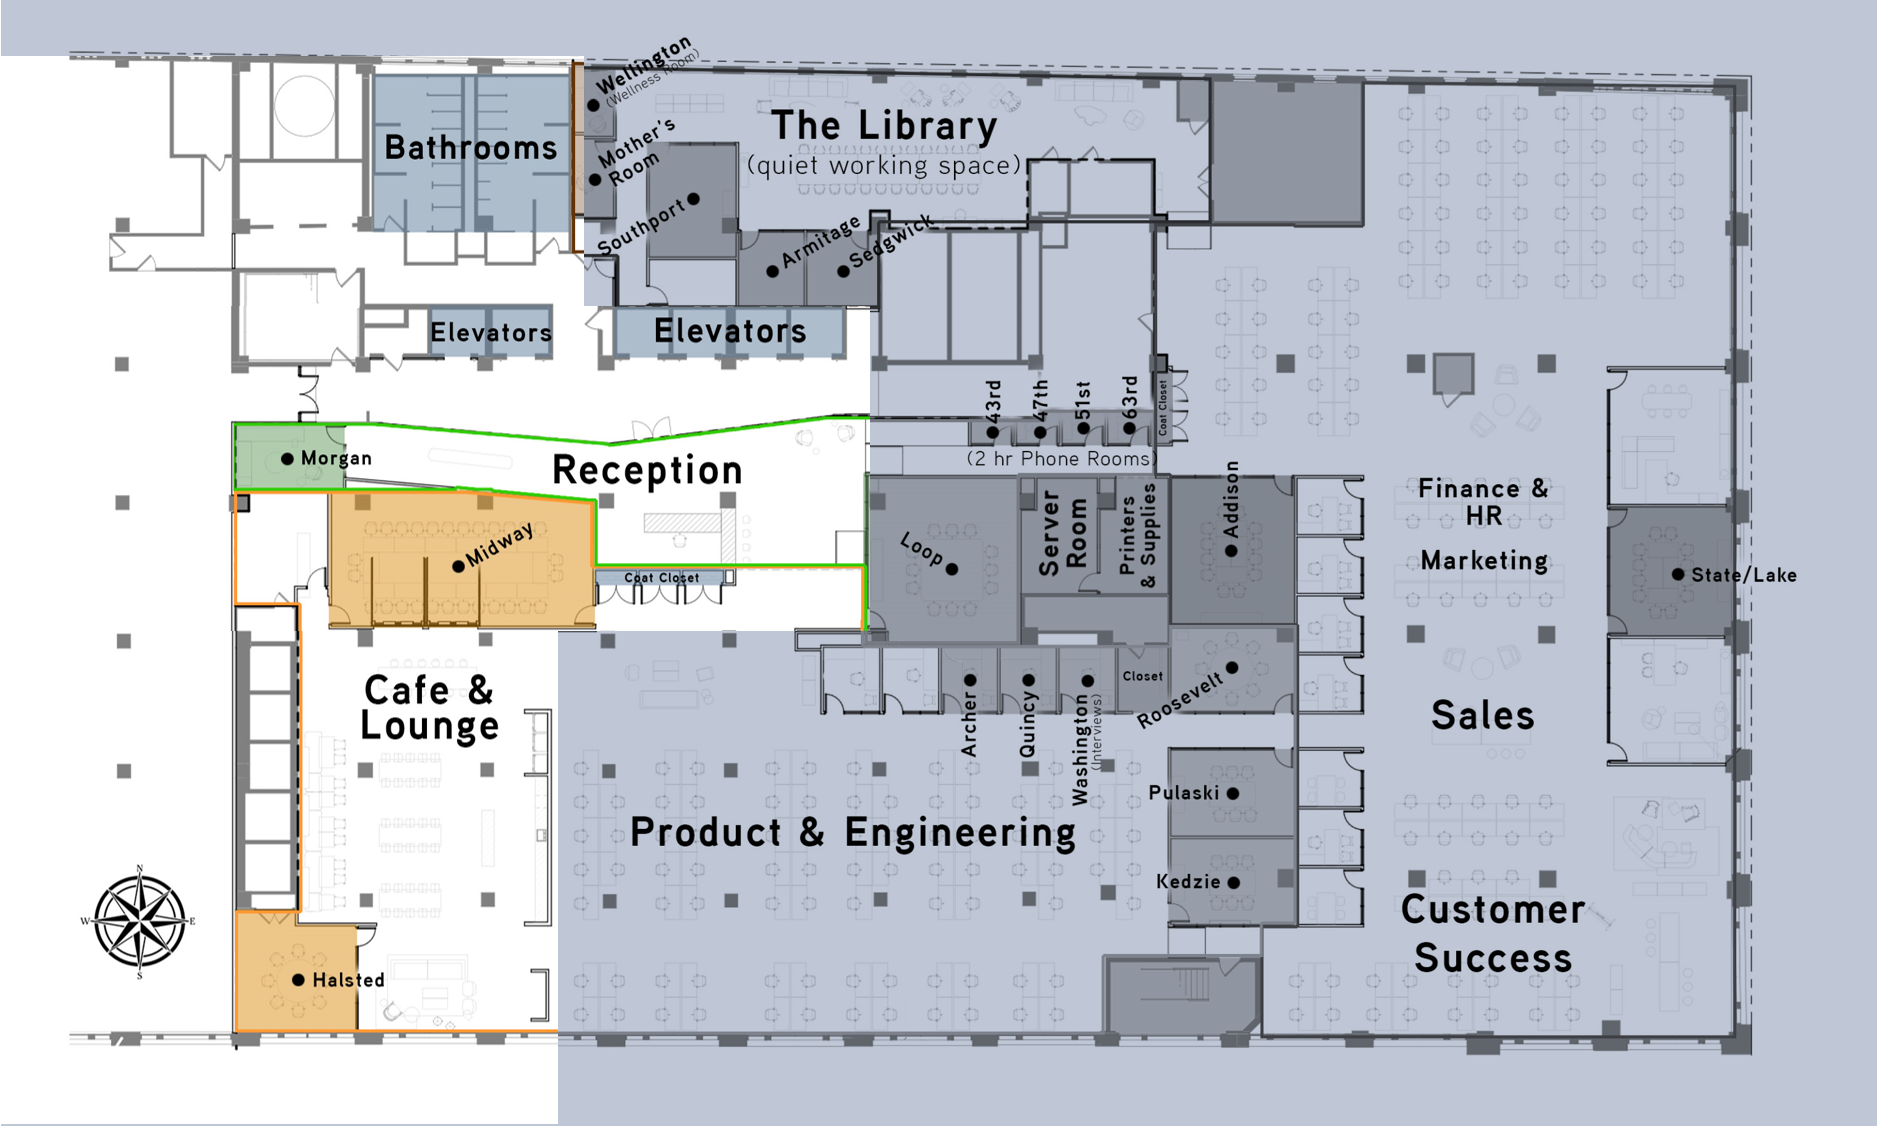 Wellington
(Wellness Room)
Mother's
Room
The Library
(quiet working space)
Bathrooms
Southport
Armitage
Sedgwick
Elevators
Elevators
43rd
47th
51st
63rd
Coat Closet
(2 hr Phone Rooms)
Morgan
Reception
Midway
Coat Closet
Loop
Server
Room
Printers
& Supplies
Addison
Finance &
HR
Marketing
State/Lake
Cafe &
Lounge
Archer
Quincy
Washington
(Interviews)
Closet
Roosevelt
Sales
Pulaski
Product & Engineering
Kedzie
Customer
Success
N
W
E
S
Halsted